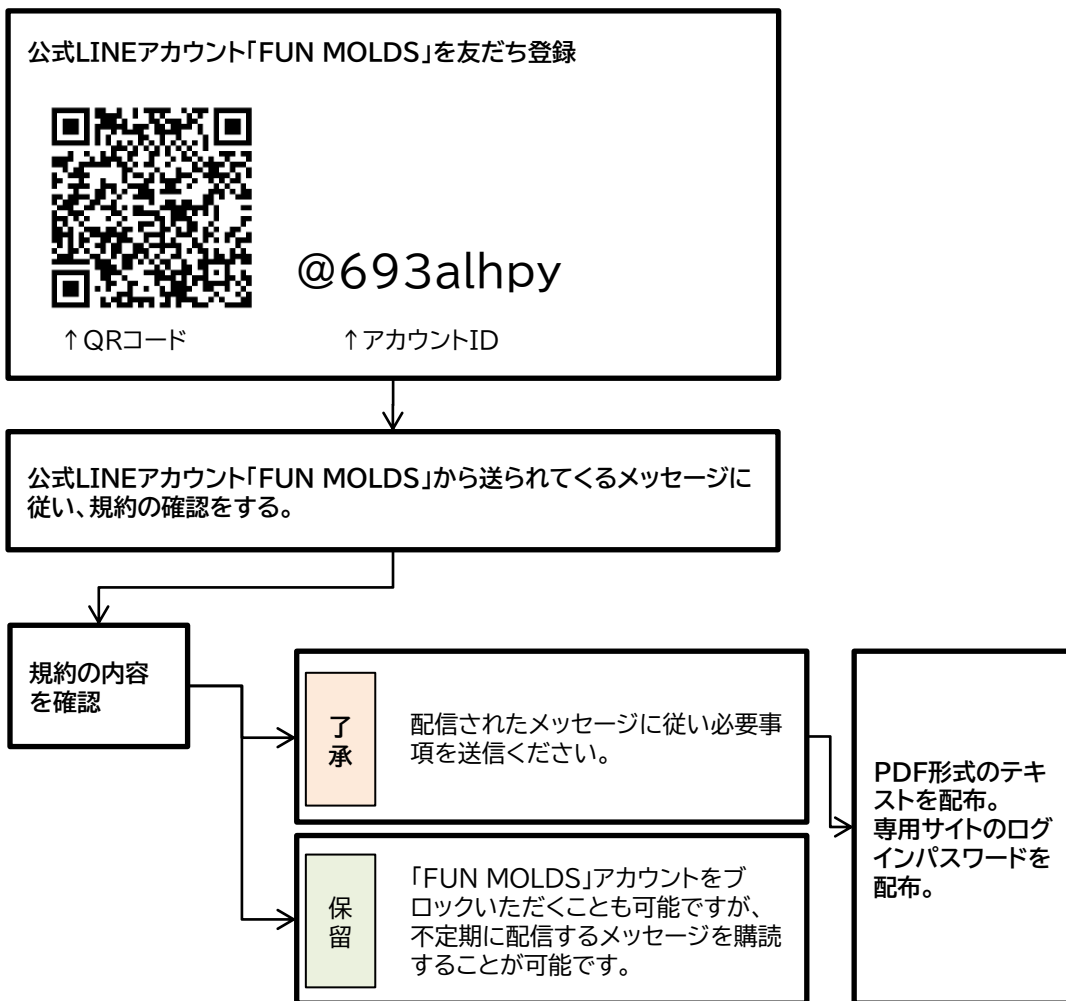 公式LINEアカウント「FUN MOLDS」を友だち登録
@693alhpy
↑QRコード
↑アカウントID
公式LINEアカウント「FUN MOLDS」から送られてくるメッセージに
従い、規約の確認をする。
規約の内容
を確認
了
承
配信されたメッセージに従い必要事
項を送信ください。
保
留
「FUN MOLDS」アカウントをブ
ロックいただくことも可能ですが、
不定期に配信するメッセージを購読
することが可能です。
PDF形式のテキ
ストを配布。
専用サイトのログ
インパスワードを
配布。